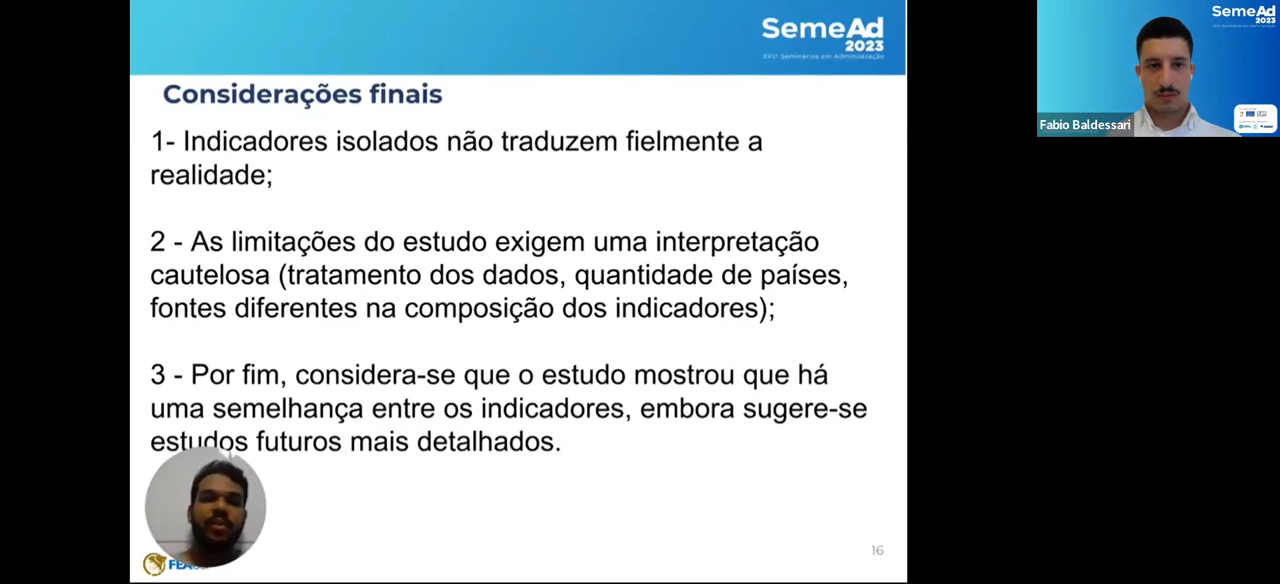 SemeAd
2023
XXVI Seminários em Administração
Considerações finais
1- Indicadores isolados não traduzem fielmente a
realidade;
2 - As limitações do estudo exigem uma interpretação
cautelosa (tratamento dos dados, quantidade de países,
fontes diferentes na composição dos indicadores);
3 - Por fim, considera-se que o estudo mostrou que há
uma semelhança entre os indicadores, embora sugere-se
estudos futuros mais detalhados.
16
SemeAd
2023
Fabio Baldessari